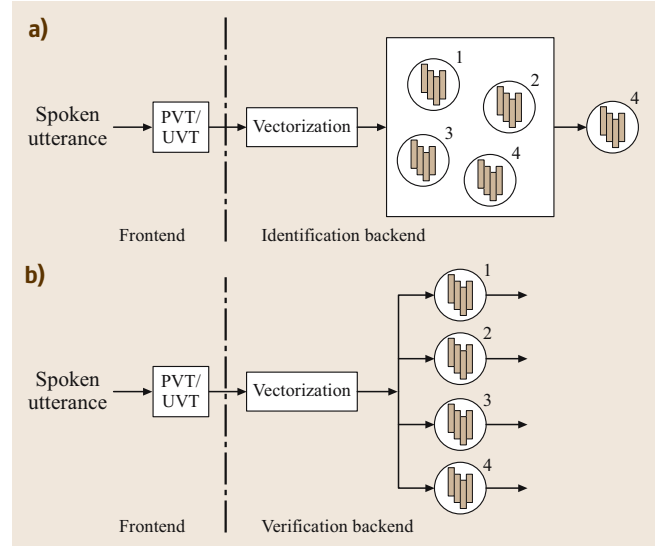 a)
Spoken
utterance
PVT/
UVT
Vectorization
1
2
3
4
4
Frontend
Identification backend
b)
Spoken
utterance
PVT/
UVT
Vectorization
1
2
3
4
Frontend
Verification backend